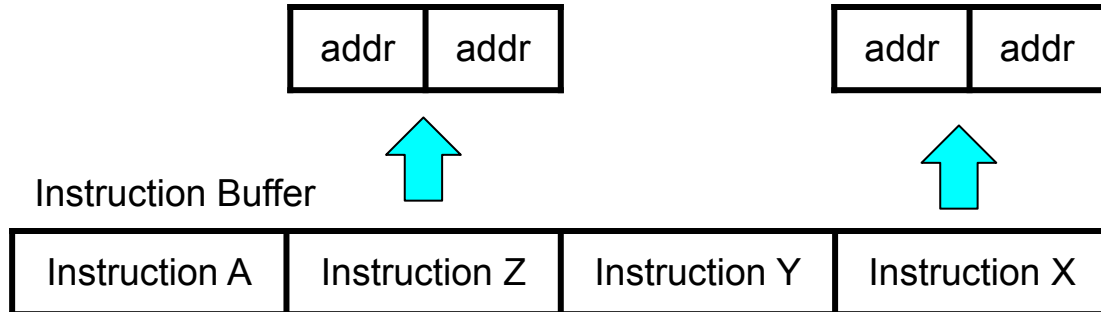 addr addr addr addr
Instruction Buffer
Instruction A Instruction Z Instruction Y Instruction X